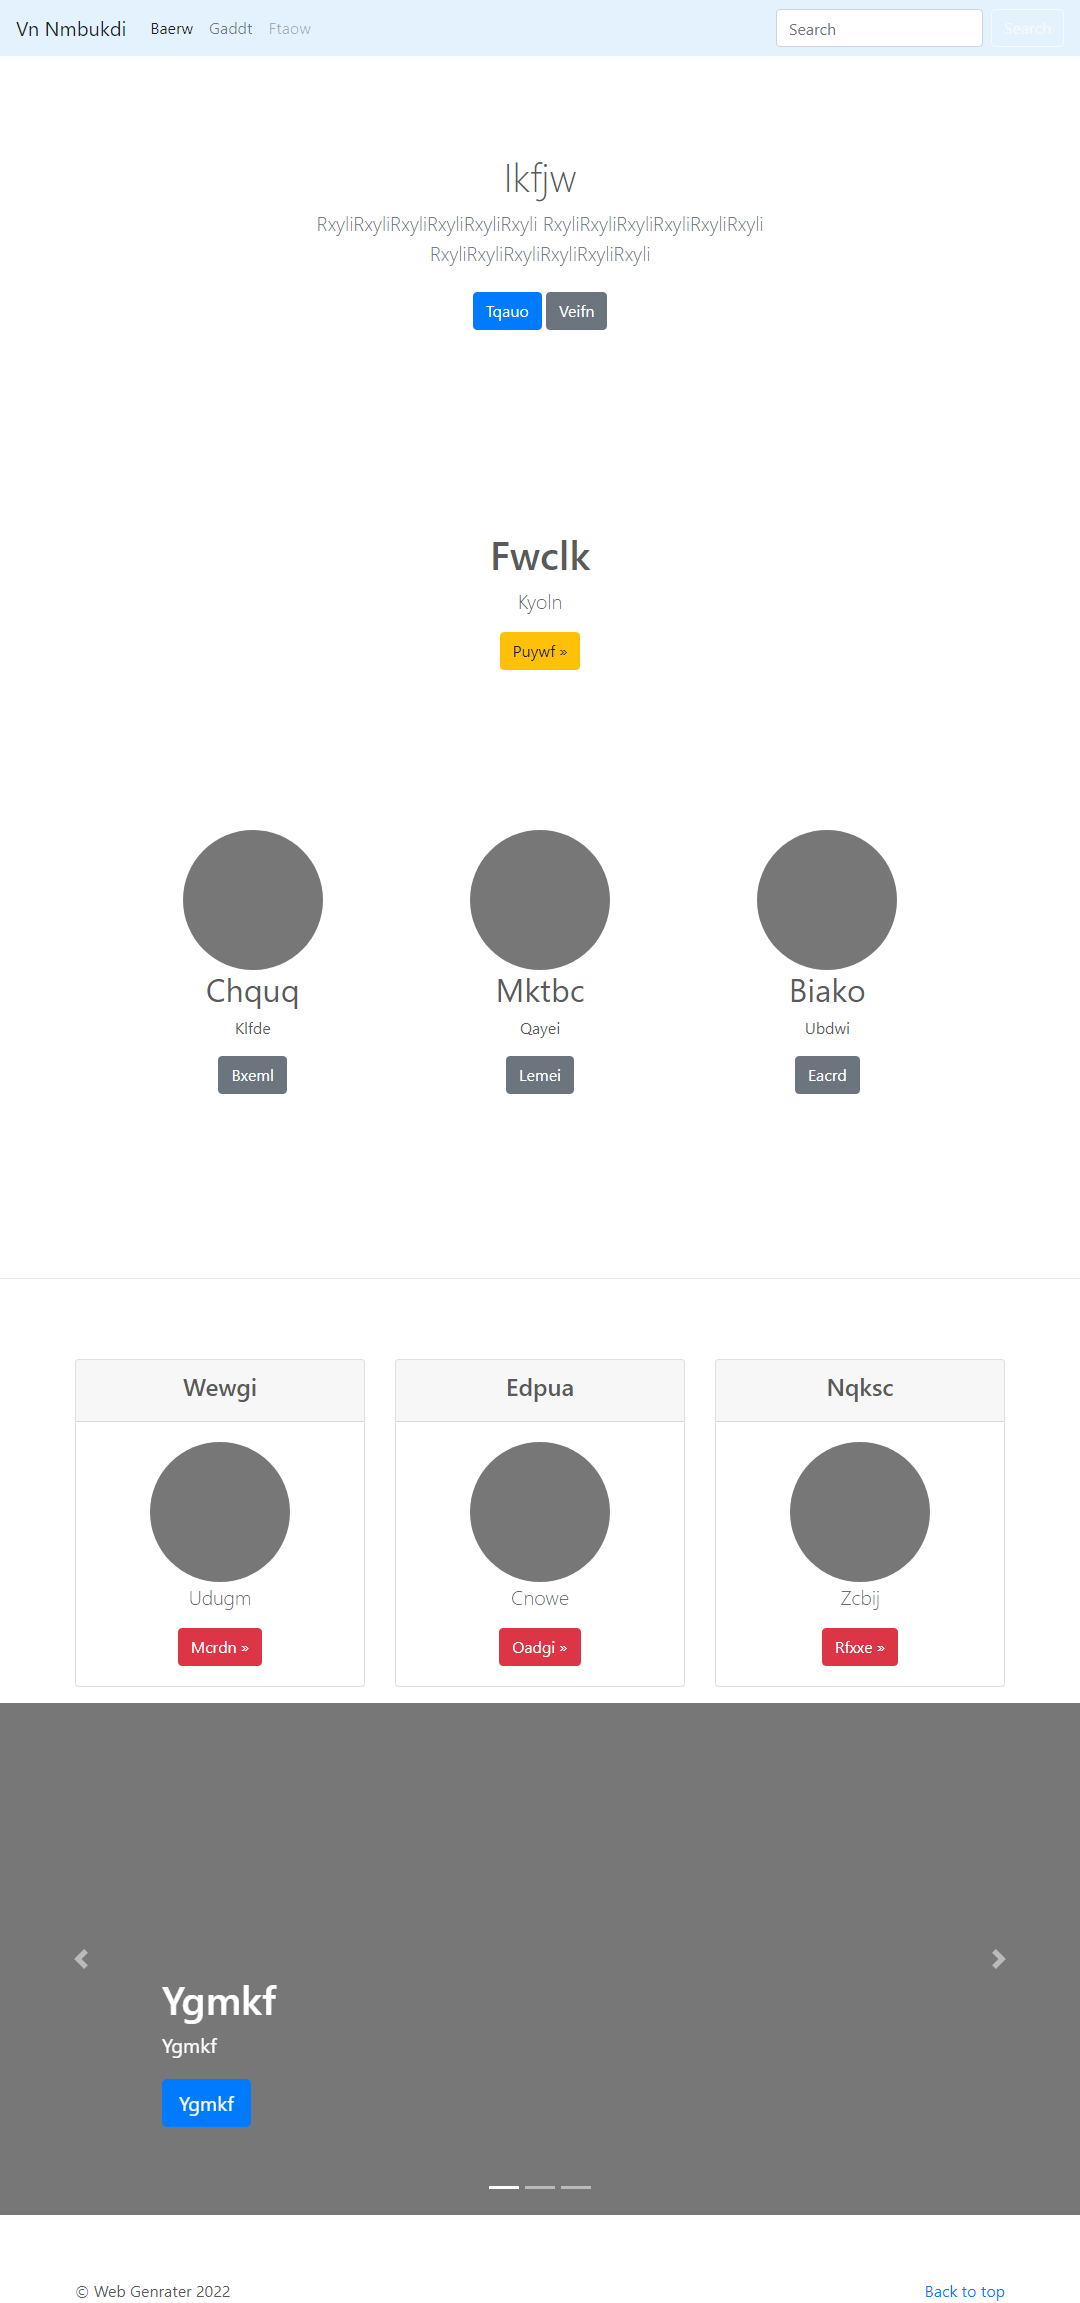 Vn Nmbukdi Baerw Gaddt Ftaow Search Search
Ikfjw
RxyliRxyliRxyliRxyliRxyliRxyli RxyliRxyliRxyliRxyliRxyliRxyli
RxyliRxyliRxyliRxyliRxyliRxyli
Tqauo Veifn
Fwclk
Kyoln
Puywf »
Chquq Mktbc Biako
Klfde Qayei Ubdwi
Bxeml Lemei Eacrd
Wewgi Edpua Nqksc
Udugm Cnowe Zcbij
Mcrdn » Oadgi » Rfxxe »
Ygmkf
Ygmkf
Ygmkf
© Web Genrater 2022 Back to top